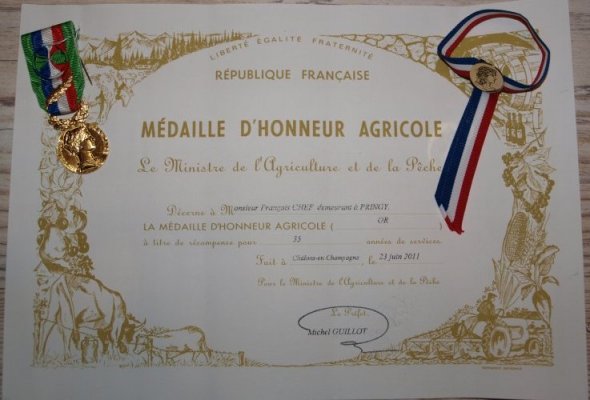 LIBERTÉ ÉGALITÉ FRATERNITÉ
RÉPUBLIQUE FRANÇAISE
MÉDAILLE D'HONNEUR AGRICOLE
Le Ministre de l'Agriculture et de la Pêche
Décerne à Monsieur François CHEF demeurant à PRINGY
LA MÉDAILLE D'HONNEUR AGRICOLE ( OR )
à titre de récompense pour 35 années de services.
Fait à Châlons-en-Champagne, le 23 juin 2011
Pour le Ministre de l'Agriculture et de la Pêche
Le Préfet,
Michel GUILLOT